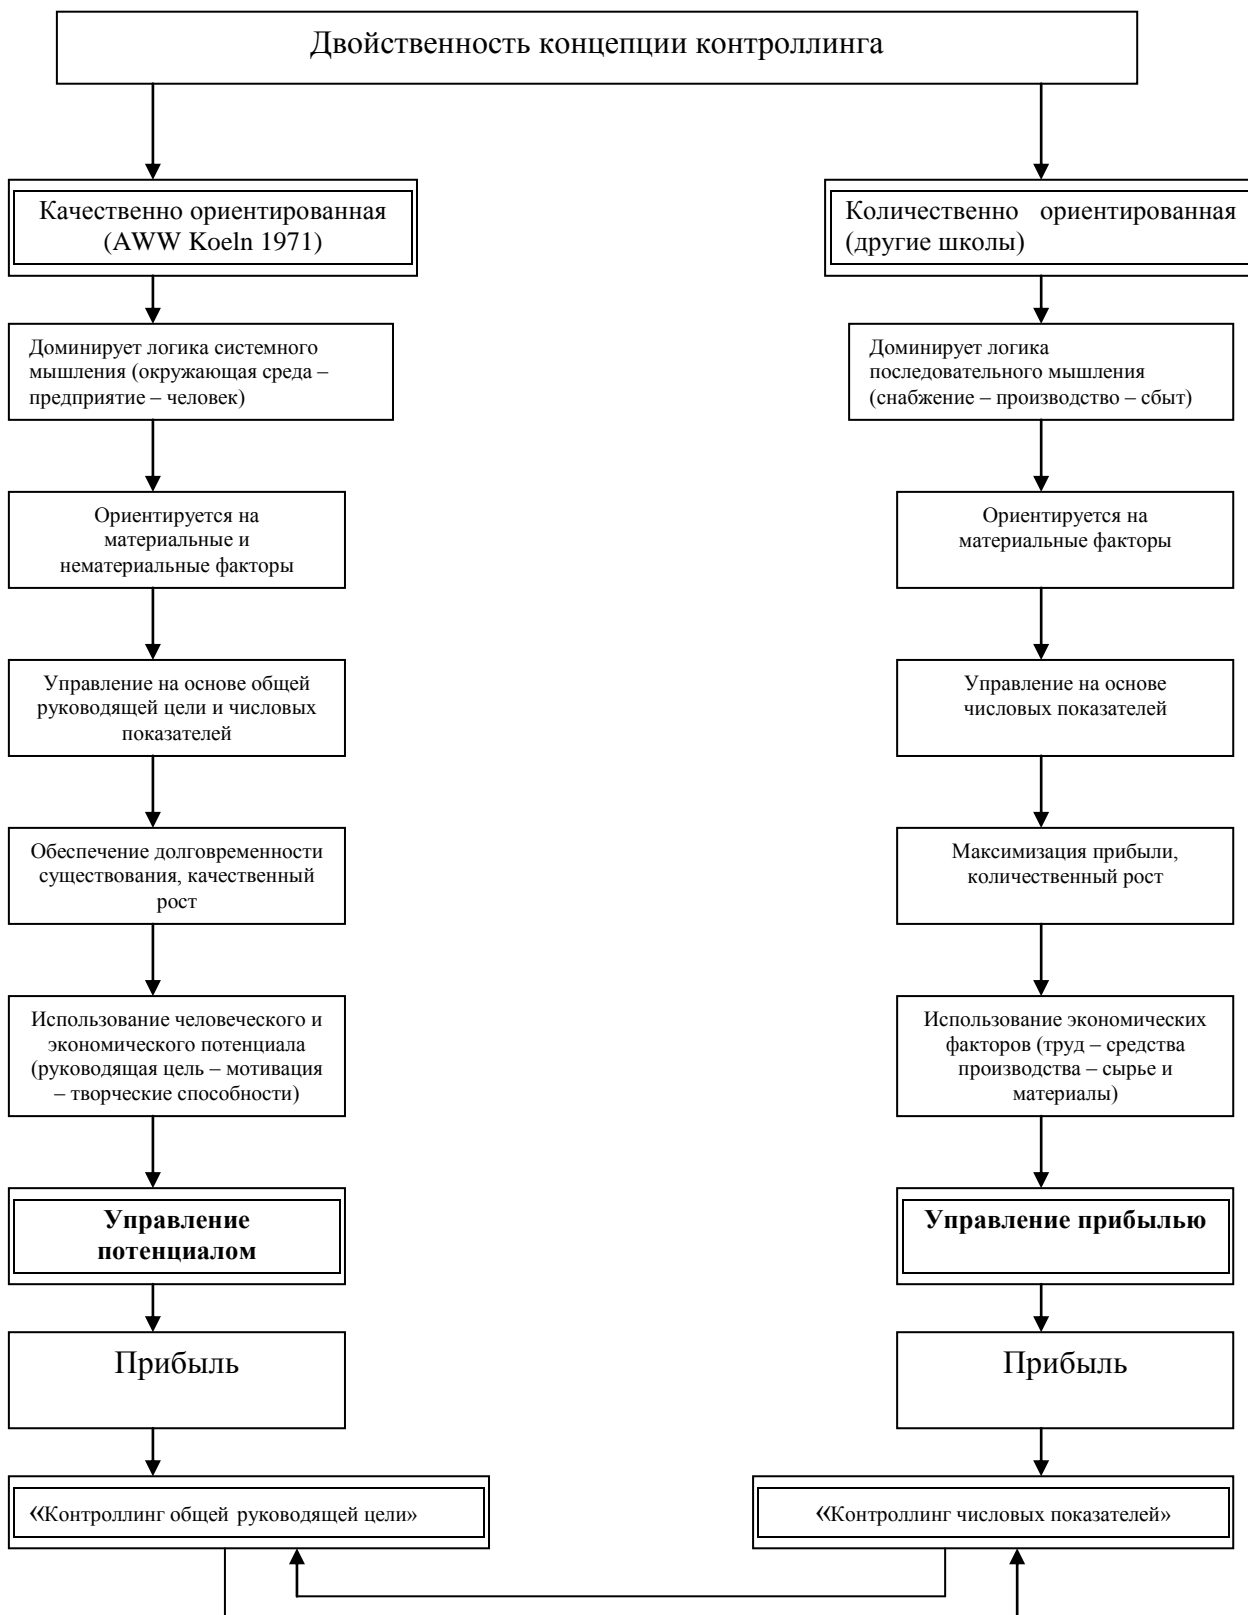 Двойственность концепции контроллинга
Качественно ориентированная
(AWW Koeln 1971)
Количественно ориентированная
(другие школы)
Доминирует логика системного
мышления (окружающая среда –
предприятие – человек)
Доминирует логика
последовательного мышления
(снабжение – производство – сбыт)
Ориентируется на
материальные и
нематериальные факторы
Ориентируется на
материальные факторы
Управление на основе общей
руководящей цели и числовых
показателей
Управление на основе
числовых показателей
Обеспечение долговременности
существования, качественный
рост
Максимизация прибыли,
количественный рост
Использование человеческого и
экономического потенциала
(руководящая цель – мотивация
– творческие способности)
Использование экономических
факторов (труд – средства
производства – сырье и
материалы)
Управление
потенциалом
Управление прибылью
Прибыль
Прибыль
«Контроллинг общей руководящей цели»
«Контроллинг числовых показателей»